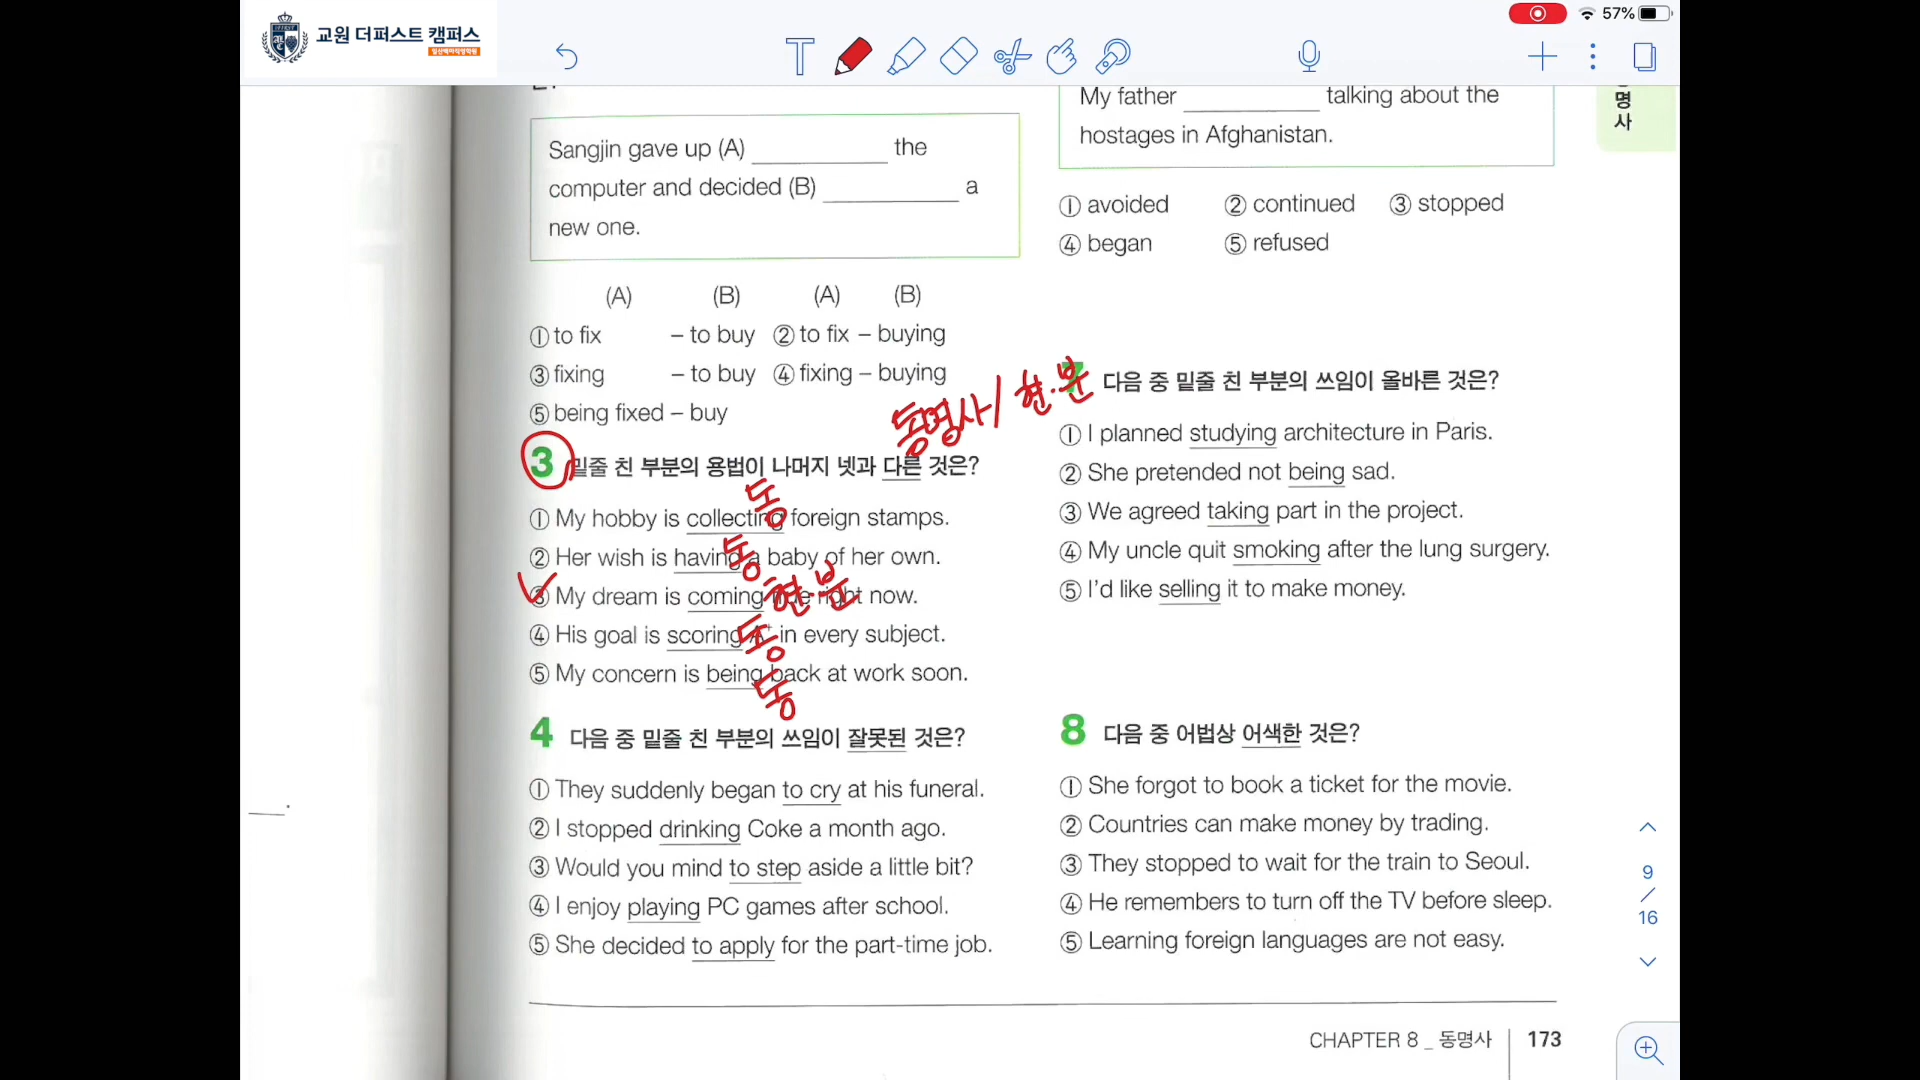 교원 더퍼스트 캠퍼스
57%
T
Sangjin gave up (A) __________ the
computer and decided (B) __________ a
new one.
(A) (B) (A) (B)
① to fix – to buy ② to fix – buying
③ fixing – to buy ④ fixing – buying
⑤ being fixed – buy
동명사 / 현·분
3 밑줄 친 부분의 용법이 나머지 넷과 다른 것은?
동
① My hobby is collecting foreign stamps.
동
② Her wish is having a baby of her own.
현·분
③ My dream is coming true right now.
동
④ His goal is scoring A+ in every subject.
동
⑤ My concern is being back at work soon.
4 다음 중 밑줄 친 부분의 쓰임이 잘못된 것은?
① They suddenly began to cry at his funeral.
② I stopped drinking Coke a month ago.
③ Would you mind to step aside a little bit?
④ I enjoy playing PC games after school.
⑤ She decided to apply for the part-time job.
My father __________ talking about the
hostages in Afghanistan.
① avoided ② continued ③ stopped
④ began ⑤ refused
7 다음 중 밑줄 친 부분의 쓰임이 올바른 것은?
① I planned studying architecture in Paris.
② She pretended not being sad.
③ We agreed taking part in the project.
④ My uncle quit smoking after the lung surgery.
⑤ I'd like selling it to make money.
8 다음 중 어법상 어색한 것은?
① She forgot to book a ticket for the movie.
② Countries can make money by trading.
③ They stopped to wait for the train to Seoul.
④ He remembers to turn off the TV before sleep.
⑤ Learning foreign languages are not easy.
명
사
9
/
16
CHAPTER 8 _ 동명사 173